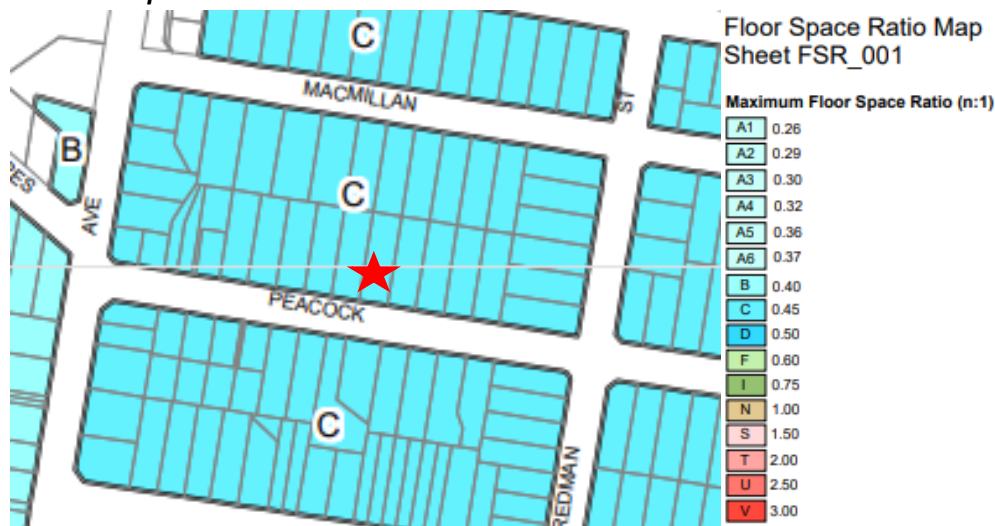 C
MACMILLAN
ST
B
RES
AVE
C
PEACOCK
C
REDMAN
Floor Space Ratio Map
Sheet FSR_001
Maximum Floor Space Ratio (n:1)
A1 0.26
A2 0.29
A3 0.30
A4 0.32
A5 0.36
A6 0.37
B 0.40
C 0.45
D 0.50
F 0.60
I 0.75
N 1.00
S 1.50
T 2.00
U 2.50
V 3.00